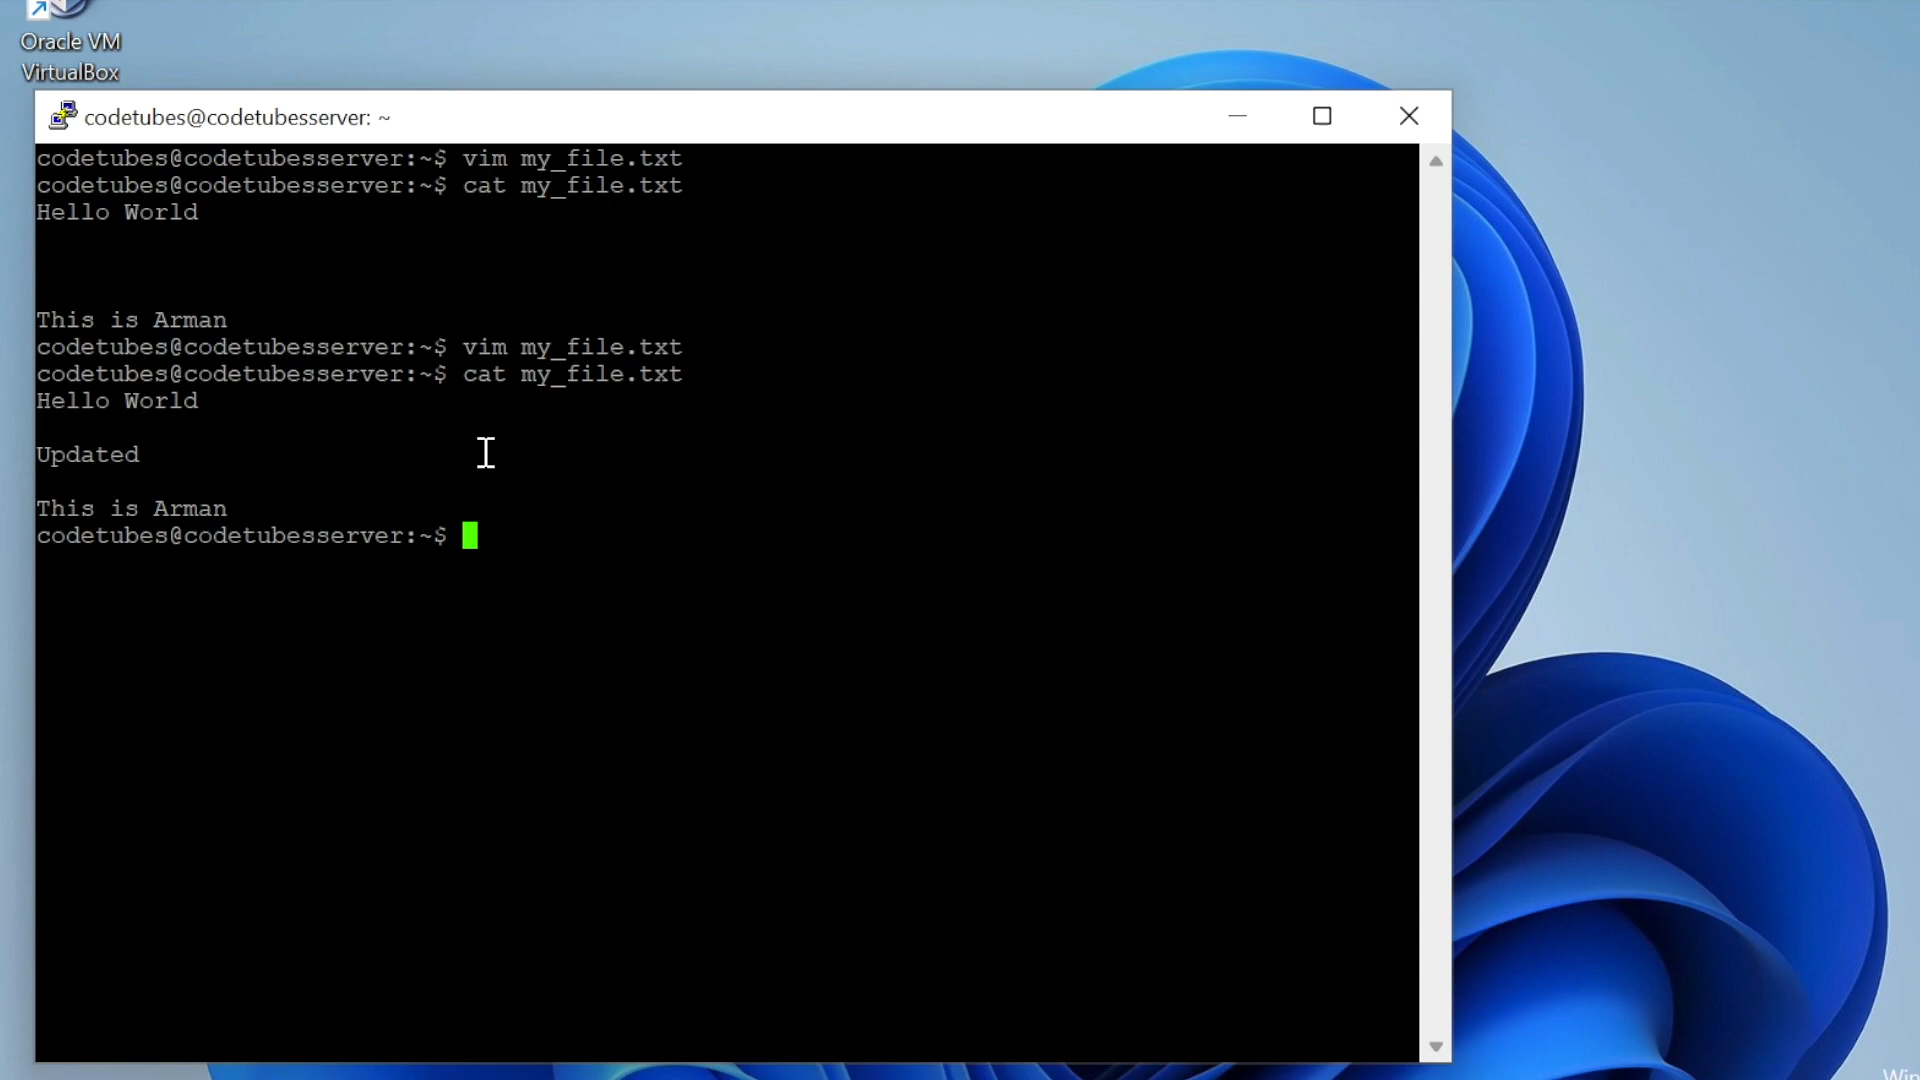 Oracle VM
VirtualBox
codetubes@codetubesserver: ~
codetubes@codetubesserver:~$ vim my_file.txt
codetubes@codetubesserver:~$ cat my_file.txt
Hello World
This is Arman
codetubes@codetubesserver:~$ vim my_file.txt
codetubes@codetubesserver:~$ cat my_file.txt
Hello World
Updated
This is Arman
codetubes@codetubesserver:~$